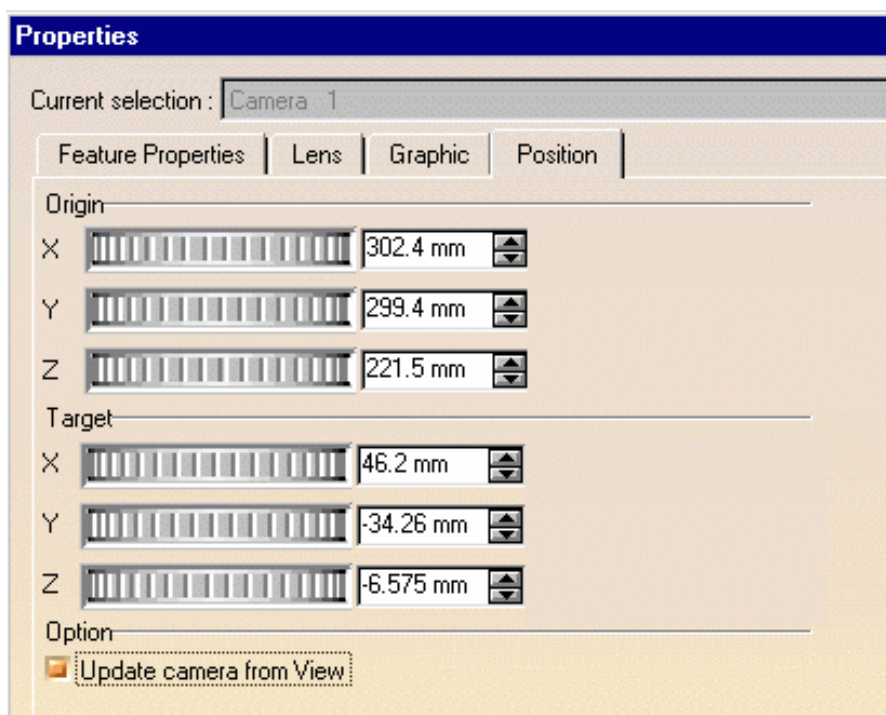 Properties
Current selection : Camera 1
Feature Properties Lens Graphic Position
Origin
X 302.4 mm
Y 299.4 mm
Z 221.5 mm
Target
X 46.2 mm
Y -34.26 mm
Z -6.575 mm
Option
Update camera from View